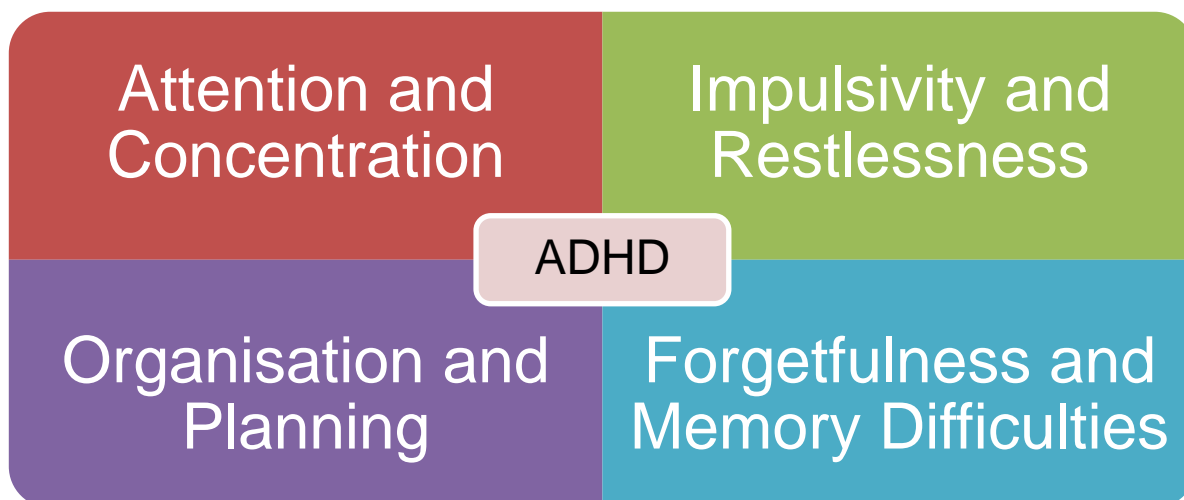 Attention and
Concentration
Impulsivity and
Restlessness
ADHD
Organisation and
Planning
Forgetfulness and
Memory Difficulties